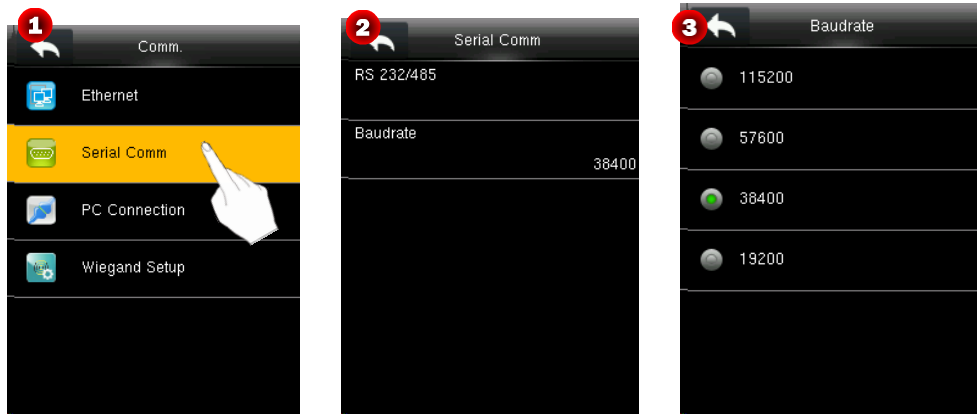 1
Comm.
Ethernet
Serial Comm
PC Connection
Wiegand Setup
2
Serial Comm
RS 232/485
Baudrate
38400
3
Baudrate
115200
57600
38400
19200